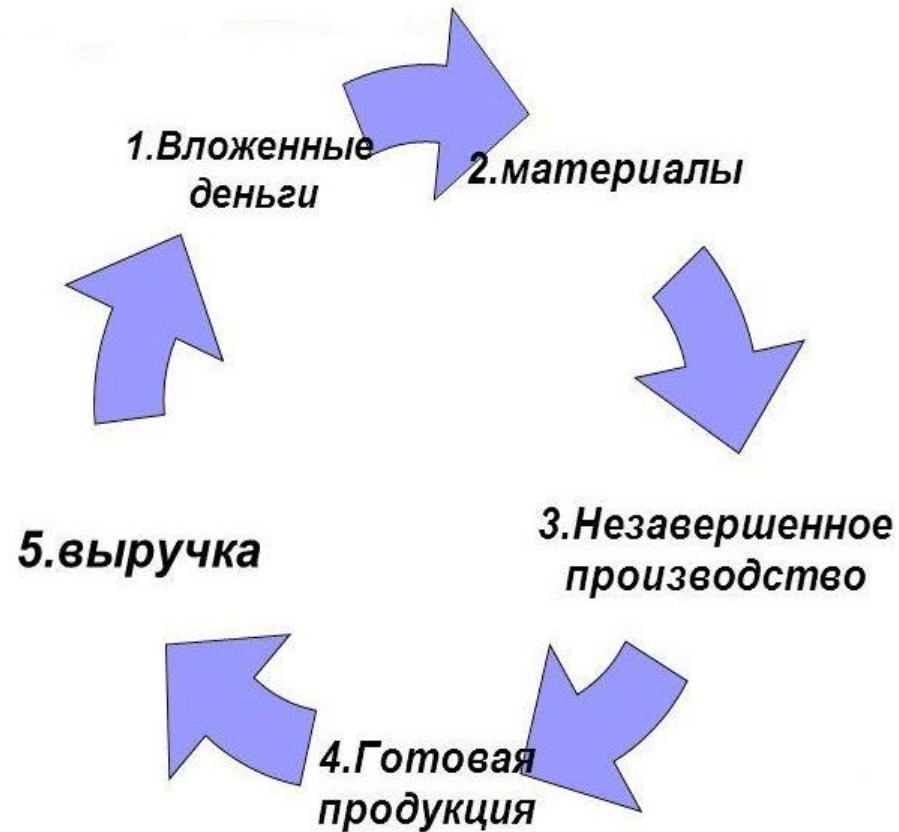 1.Вложенные
деньги
2.материалы
3.Незавершенное
производство
4.Готовая
продукция
5.выручка